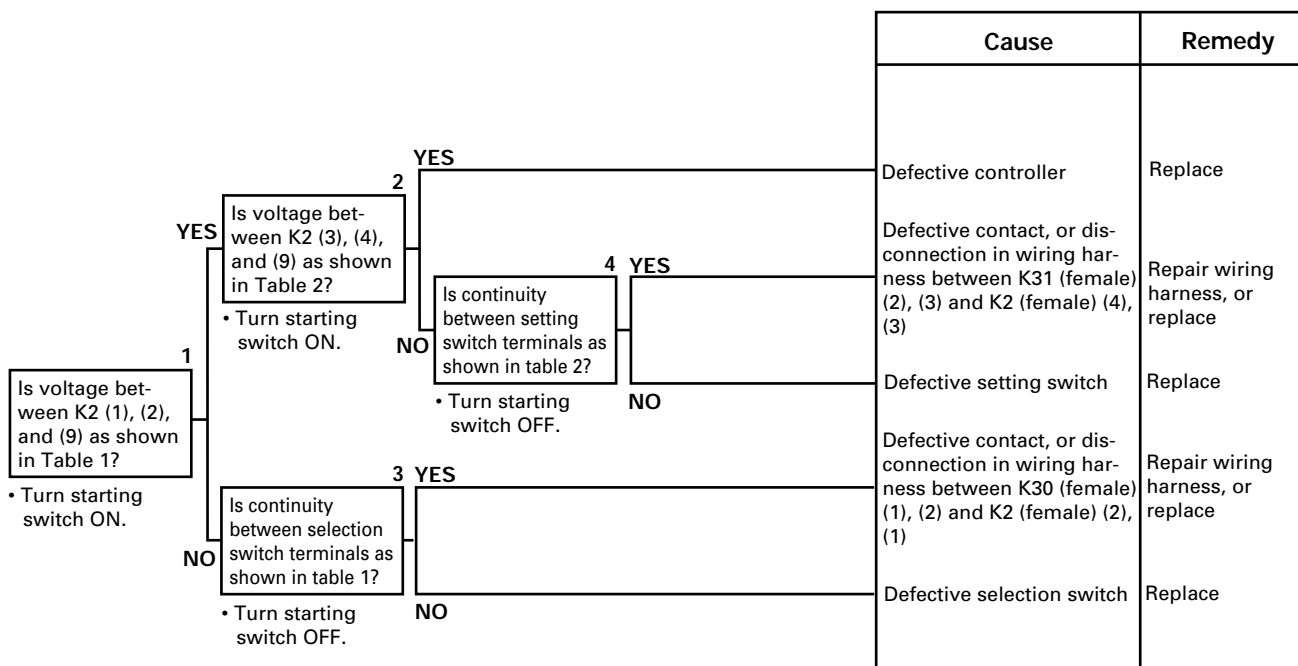 Cause
Remedy
YES
2
Defective controller
Replace
Is voltage bet-
ween K2 (3), (4),
and (9) as shown
in Table 2?
YES
• Turn starting
switch ON.
Defective contact, or dis-
connection in wiring har-
ness between K31 (female)
(2), (3) and K2 (female) (4),
(3)
Repair wiring
harness, or
replace
4
YES
Is continuity
between setting
switch terminals as
shown in table 2?
NO
• Turn starting
switch OFF.
NO
Defective setting switch
Replace
1
Is voltage bet-
ween K2 (1), (2),
and (9) as shown
in Table 1?
• Turn starting
switch ON.
3
YES
Defective contact, or dis-
connection in wiring har-
ness between K30 (female)
(1), (2) and K2 (female) (2),
(1)
Repair wiring
harness, or
replace
Is continuity
between selection
switch terminals as
shown in table 1?
NO
• Turn starting
switch OFF.
NO
Defective selection switch
Replace